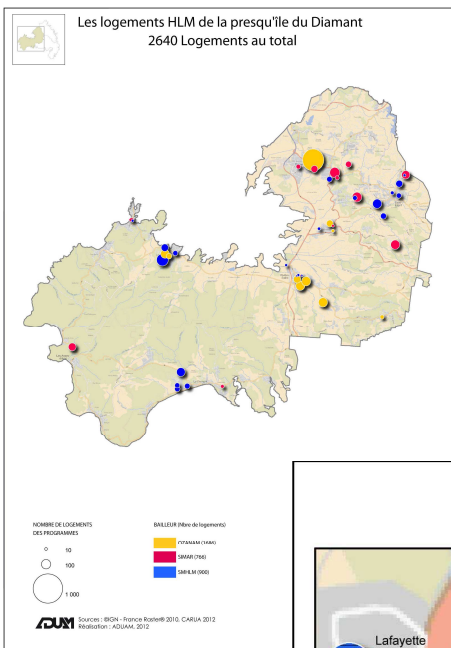 Les logements HLM de la presqu'île du Diamant
2640 Logements au total
NOMBRE DE LOGEMENTS
DES PROGRAMMES
10
100
1 000
BAILLEUR (Nbre de logements)
SIMAR (766)
SMHLM (900)
ADUAM
Sources : ©IGN - France Raster® 2010, CARUA 2012
Réalisation : ADUAM, 2012
Lafayette